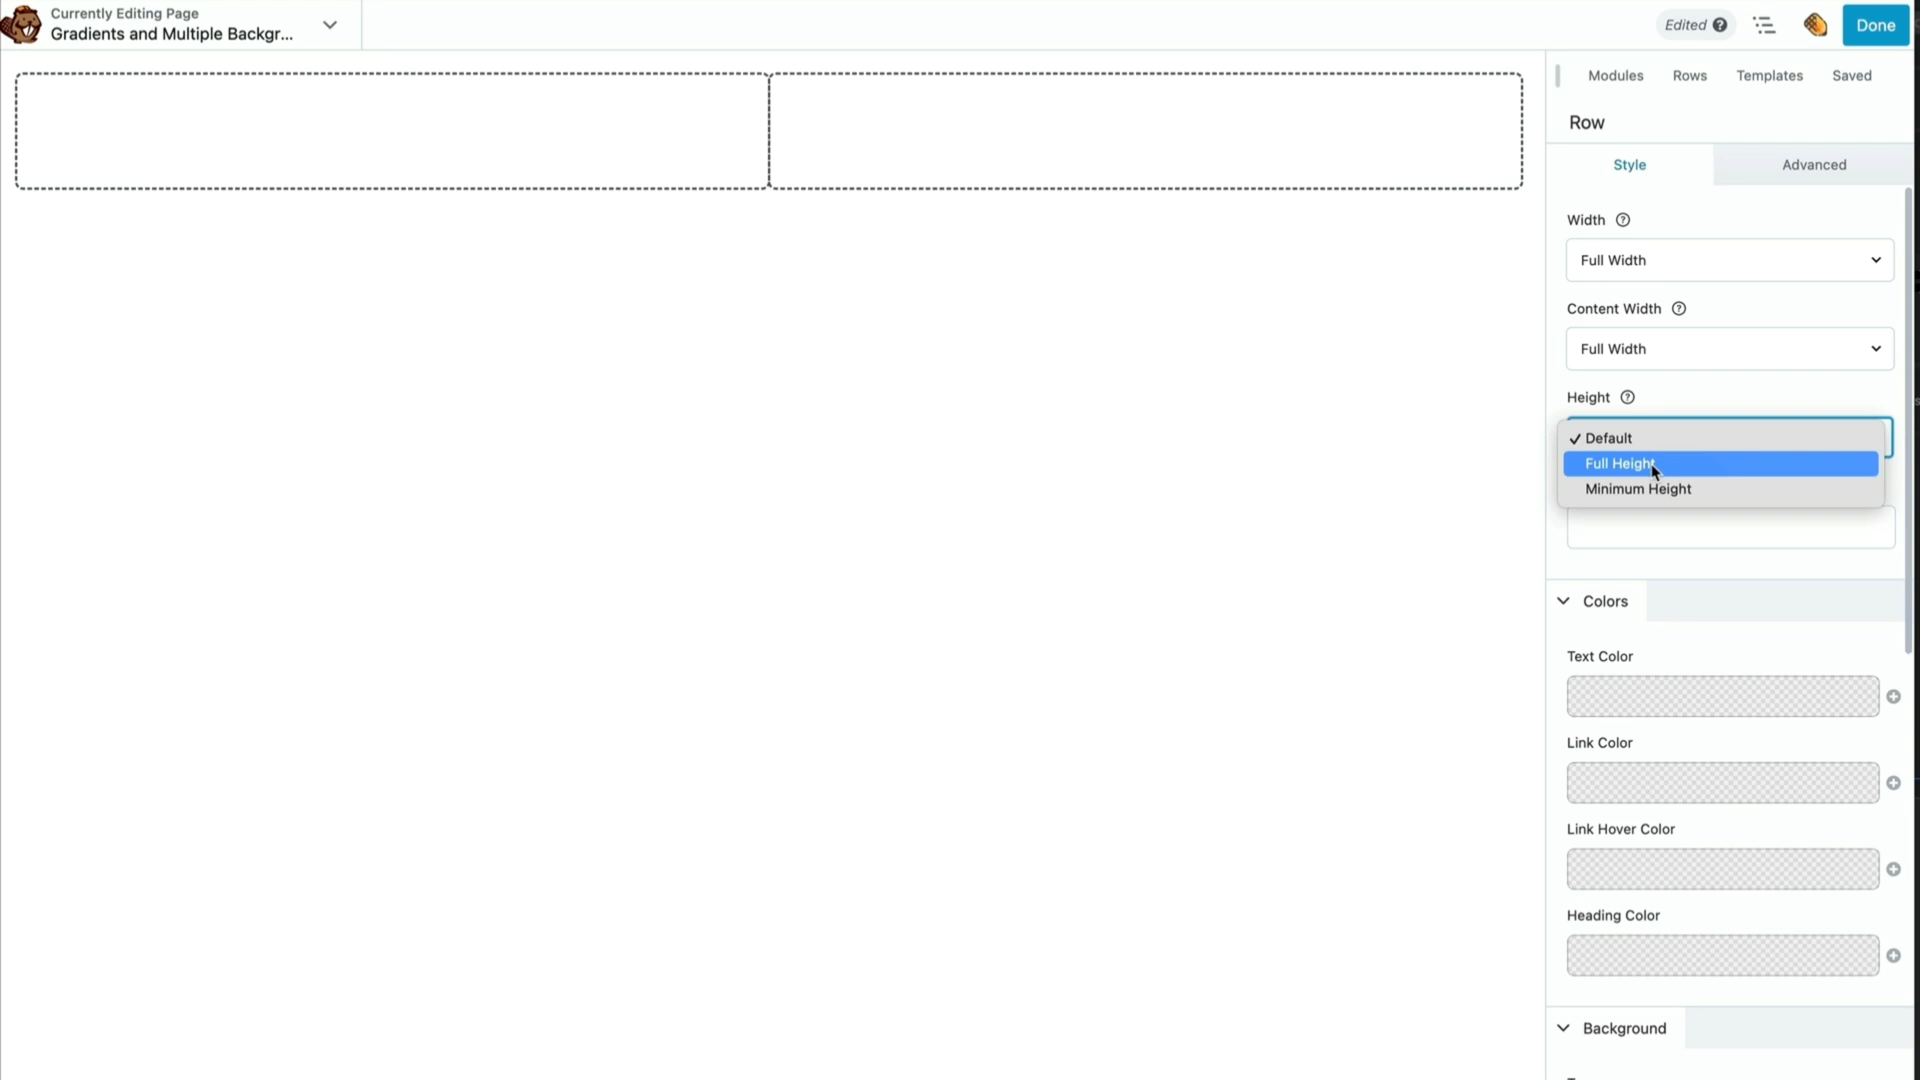 Currently Editing Page
Gradients and Multiple Backgr...
Edited
Done
Modules
Rows
Templates
Saved
Row
Style
Advanced
Width
Full Width
Content Width
Full Width
Height
✓ Default
Full Height
Minimum Height
Colors
Text Color
Link Color
Link Hover Color
Heading Color
Background